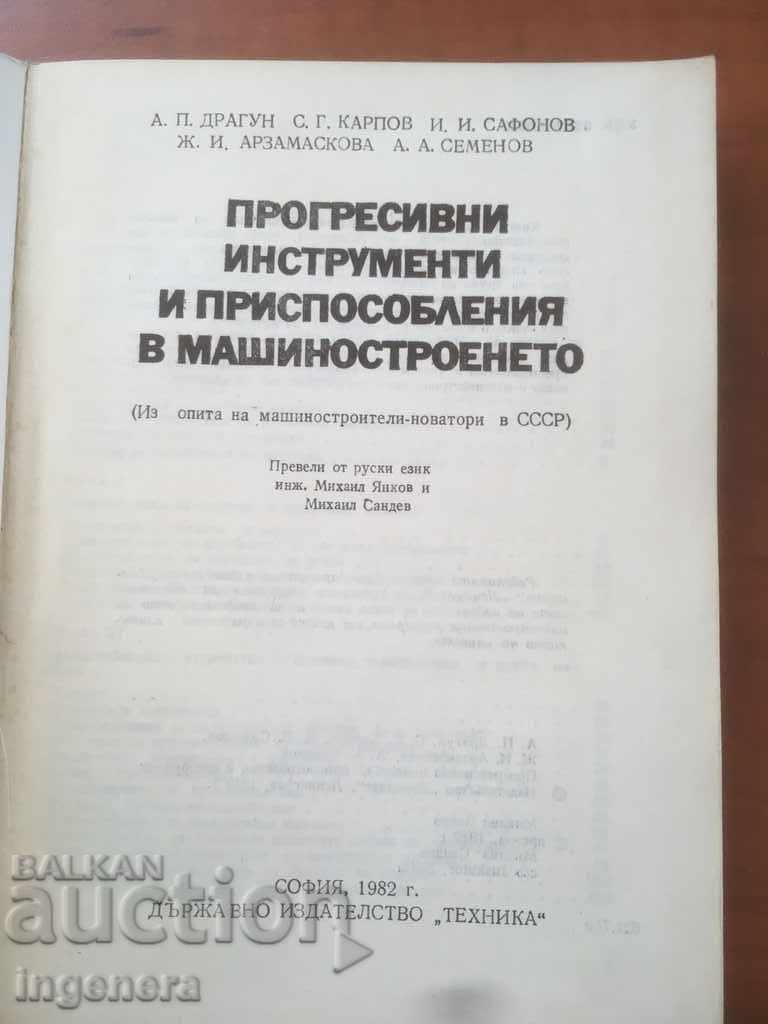 А. П. ДРАГУН С. Г. КАРПОВ И. И. САФОНОВ
Ж. И. АРЗАМАСКОВА А. А. СЕМЕНОВ
ПРОГРЕСИВНИ
ИНСТРУМЕНТИ
И ПРИСПОСОБЛЕНИЯ
В МАШИНОСТРОЕНЕТО
(Из опита на машиностроители-новатори в СССР)
Превели от руски език
инж. Михаил Янков и
Михаил Сандев
СОФИЯ, 1982 г.
ДЪРЖАВНО ИЗДАТЕЛСТВО „ТЕХНИКА“
BALKAN
auction
ingenera